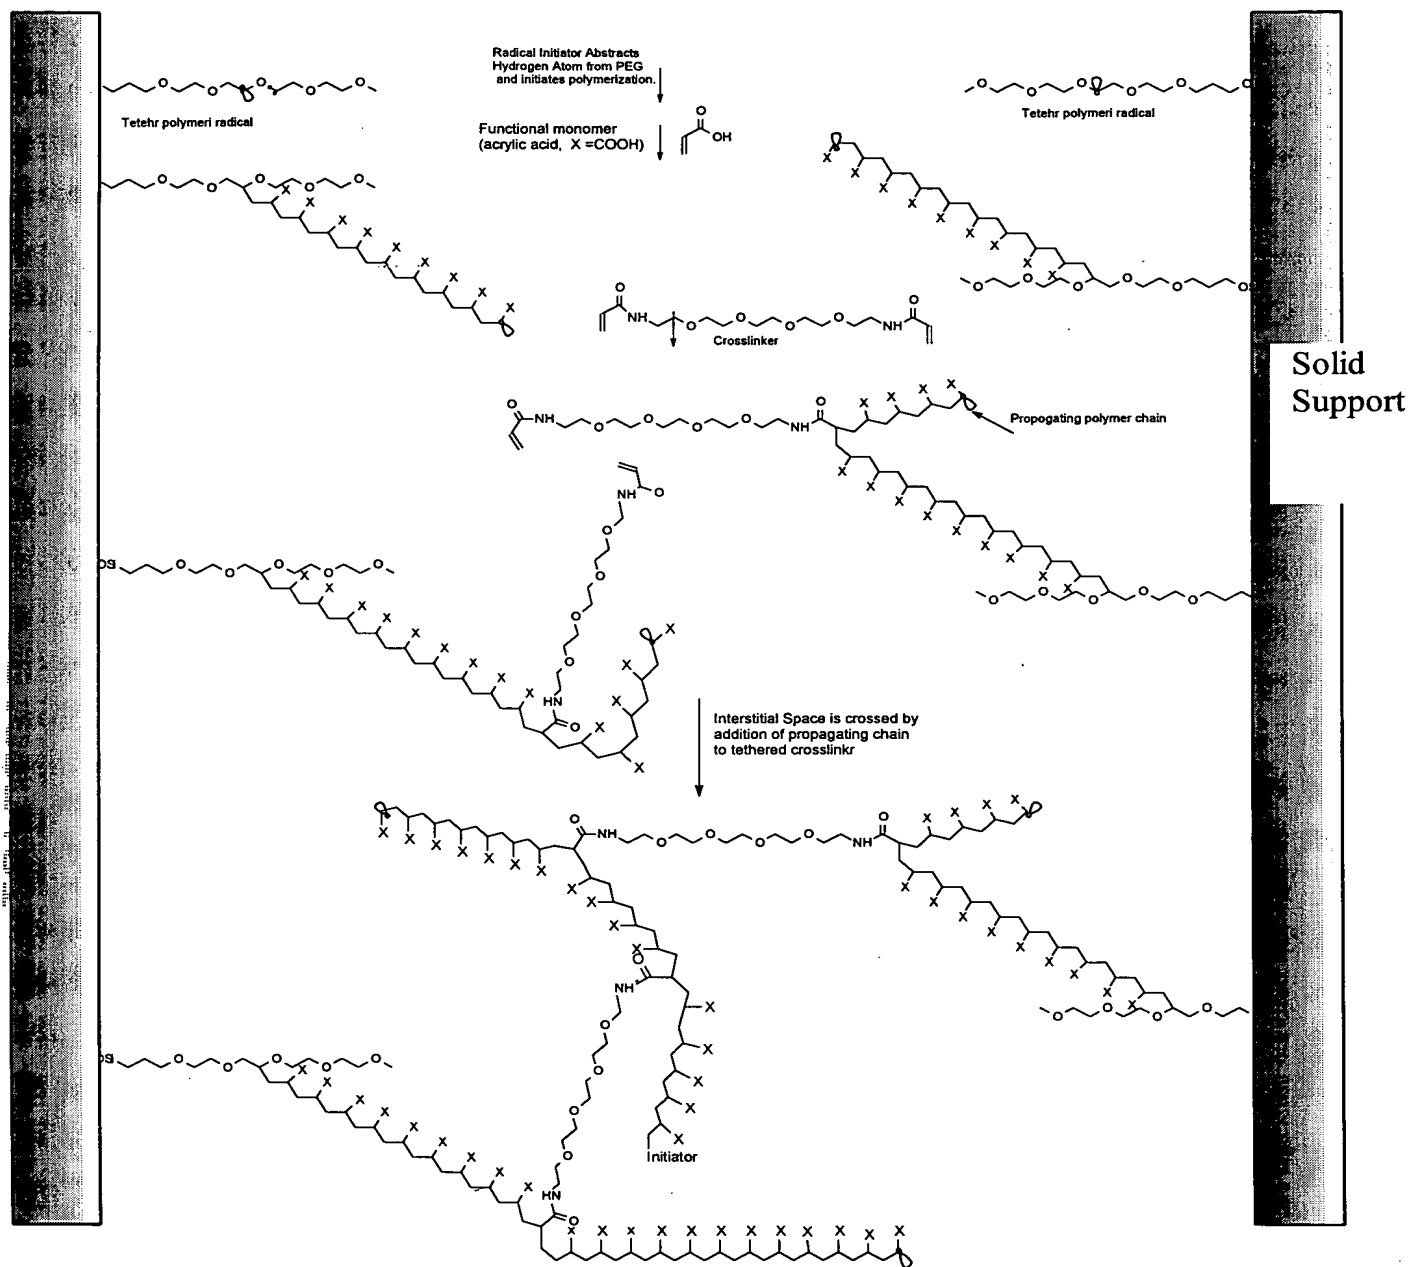 Radical Initiator Abstracts
Hydrogen Atom from PEG
and initiates polymerization.
Tetehr polymeri radical
Tetehr polymeri radical
Functional monomer
(acrylic acid, X =COOH)
Crosslinker
Solid
Support
Propogating polymer chain
Interstitial Space is crossed by
addition of propagating chain
to tethered crosslinkr
Initiator